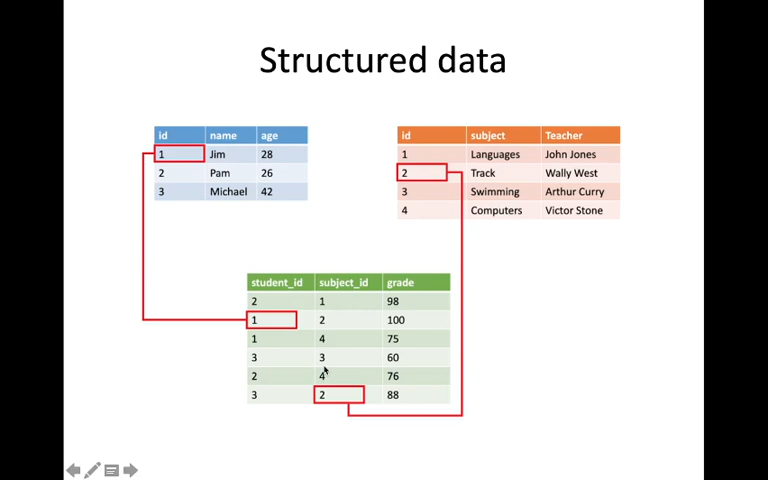 Structured data
id name age
1 Jim 28
2 Pam 26
3 Michael 42
id subject Teacher
1 Languages John Jones
2 Track Wally West
3 Swimming Arthur Curry
4 Computers Victor Stone
student_id subject_id grade
2 1 98
1 2 100
1 4 75
3 3 60
2 4 76
3 2 88